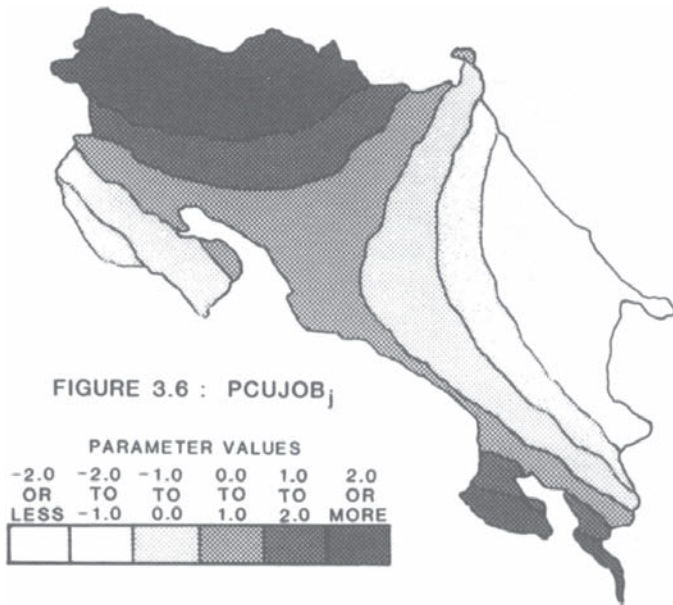 FIGURE 3.6 : PCUJOBj
PARAMETER VALUES
-2.0 -2.0 -1.0 0.0 1.0 2.0
OR TO TO TO TO OR
LESS -1.0 0.0 1.0 2.0 MORE